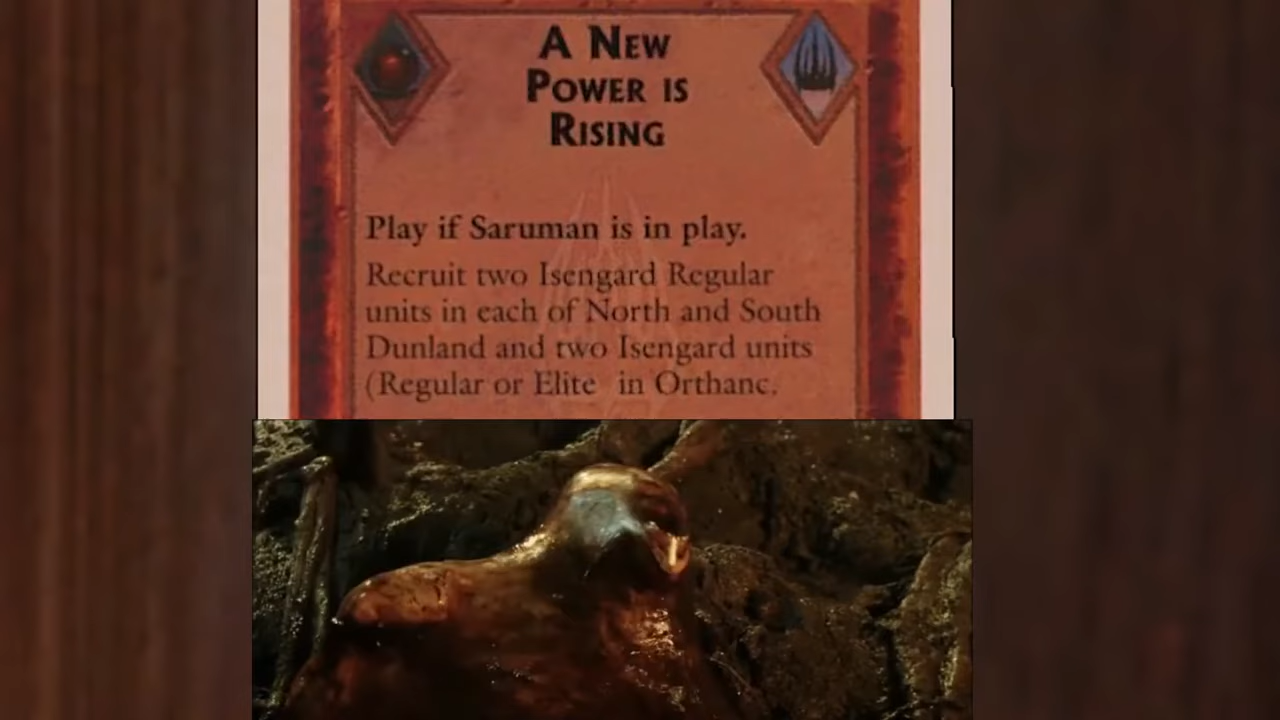 A New
Power is
Rising
Play if Saruman is in play.
Recruit two Isengard Regular
units in each of North and South
Dunland and two Isengard units
(Regular or Elite  in Orthanc.